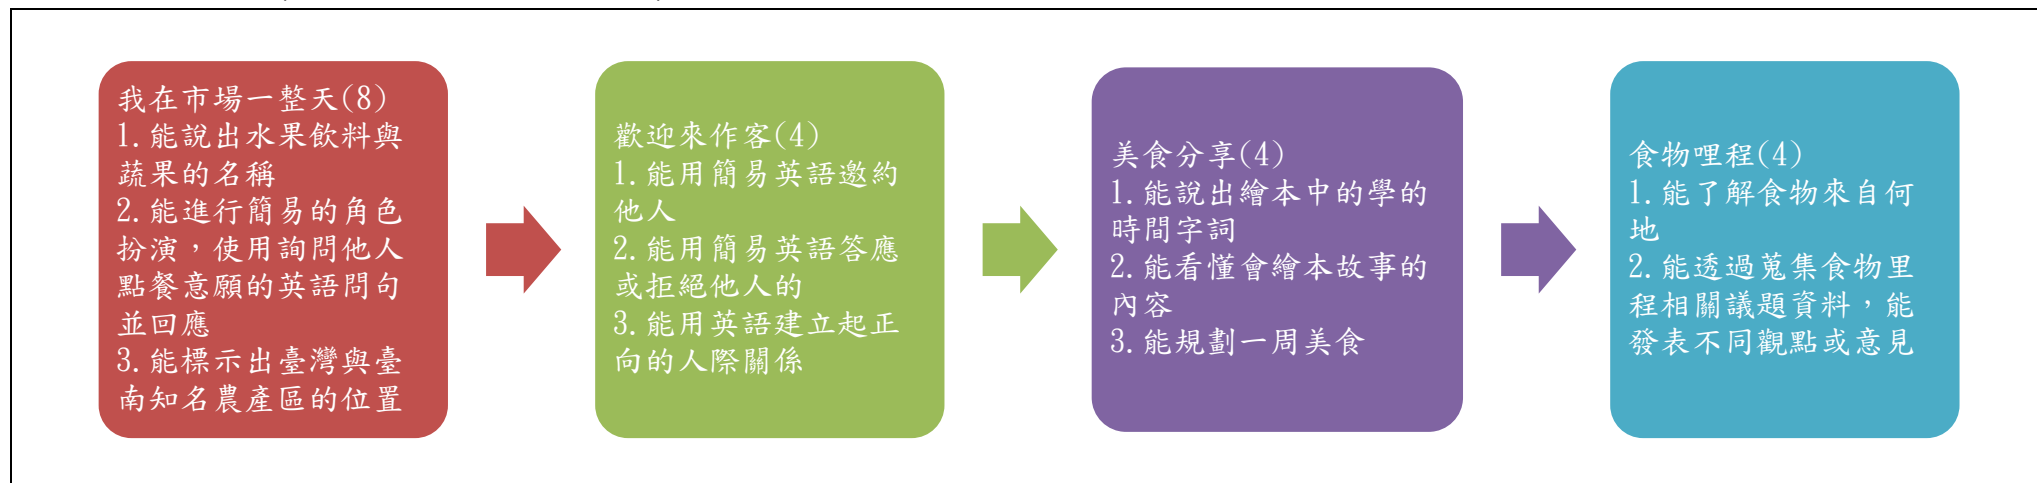 我在市場一整天(8)
1.能說出水果飲料與
蔬果的名稱
2.能進行簡易的角色
扮演，使用詢問他人
點餐意願的英語問句
並回應
3.能標示出臺灣與臺
南知名農產區的位置
歡迎來作客(4)
1.能用簡易英語邀約
他人
2.能用簡易英語答應
或拒絕他人的
3.能用英語建立起正
向的人際關係
美食分享(4)
1.能說出繪本中的學的
時間字詞
2.能看懂會繪本故事的
內容
3.能規劃一周美食
食物哩程(4)
1.能了解食物來自何
地
2.能透過蒐集食物里
程相關議題資料，能
發表不同觀點或意見